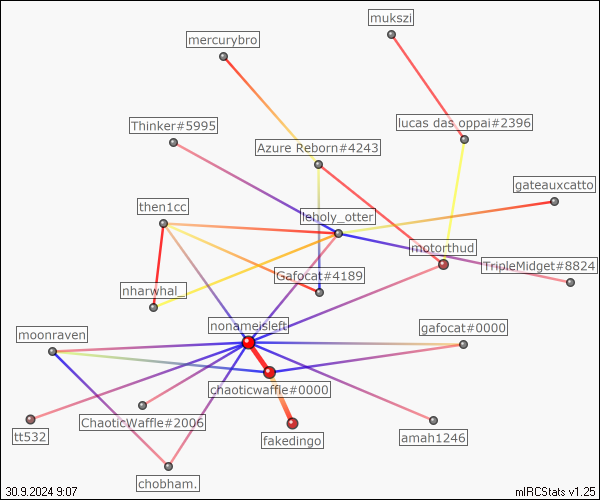 mukszi
mercurybro
Thinker#5995
lucas das oppai#2396
Azure Reborn#4243
gateauxcatto
then1cc
leholy_otter
motorthud
Gafocat#4189
TripleMidget#8824
nharwhal_
nonameisleft
gafocat#0000
moonraven
chaoticwaffle#0000
ChaoticWaffle#2006
tt532
fakedingo
amah1246
chobham.
30.9.2024 9:07
mIRCStats v1.25